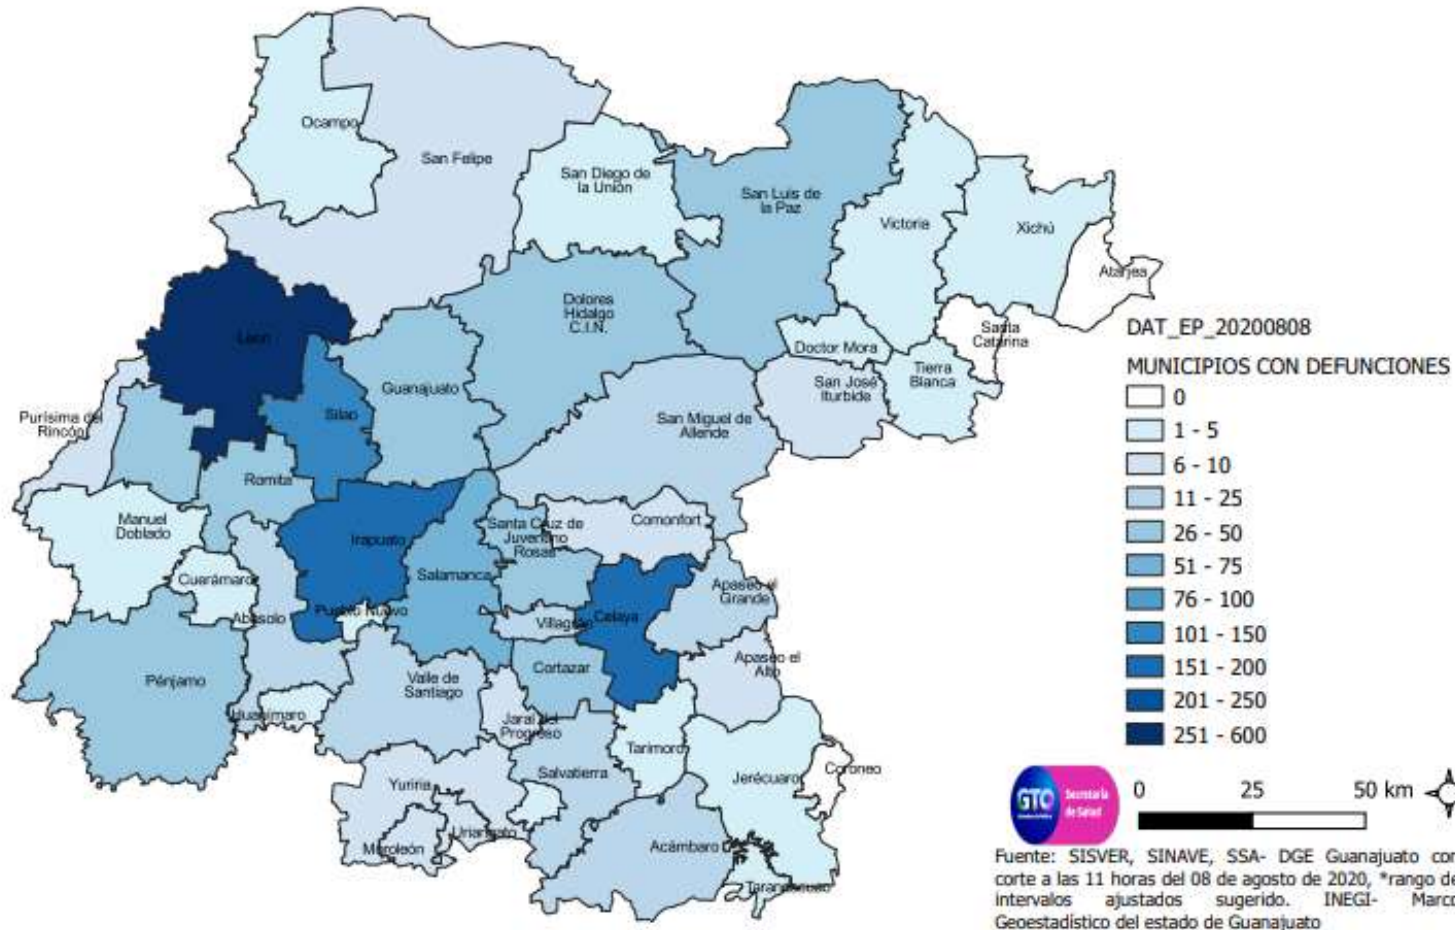 Ocampo
San Felipe
San Diego de
la Unión
San Luis de
la Paz
Victoria
Xichú
Atarjea
Dolores
Hidalgo
C.I.N.
Santa
Catarina
León
Doctor Mora
Tierra
Blanca
Guanajuato
San José
Iturbide
Silao
Purísima del
Rincón
San Miguel de
Allende
Romita
Manuel
Doblado
Comonfort
Santa Cruz de
Juventino
Rosas
Irapuato
Salamanca
Cuerámaro
Apaseo el
Grande
Abasolo
Pueblo Nuevo
Villagrán
Celaya
Apaseo el
Alto
Cortazar
Pénjamo
Valle de
Santiago
Huanímaro
Jaral del
Progreso
Tarimoro
Salvatierra
Jerécuaro
Coroneo
Yuriria
Uriangato
Moroleón
Acámbaro
Tarandacuao
DAT_EP_20200808
MUNICIPIOS CON DEFUNCIONES
0
1 - 5
6 - 10
11 - 25
26 - 50
51 - 75
76 - 100
101 - 150
151 - 200
201 - 250
251 - 600
GTO
Secretaría
de Salud
0 25 50 km
Fuente: SISVER, SINAVE, SSA- DGE Guanajuato con
corte a las 11 horas del 08 de agosto de 2020, *rango de
intervalos ajustados sugerido. INEGI- Marco
Geoestadístico del estado de Guanajuato